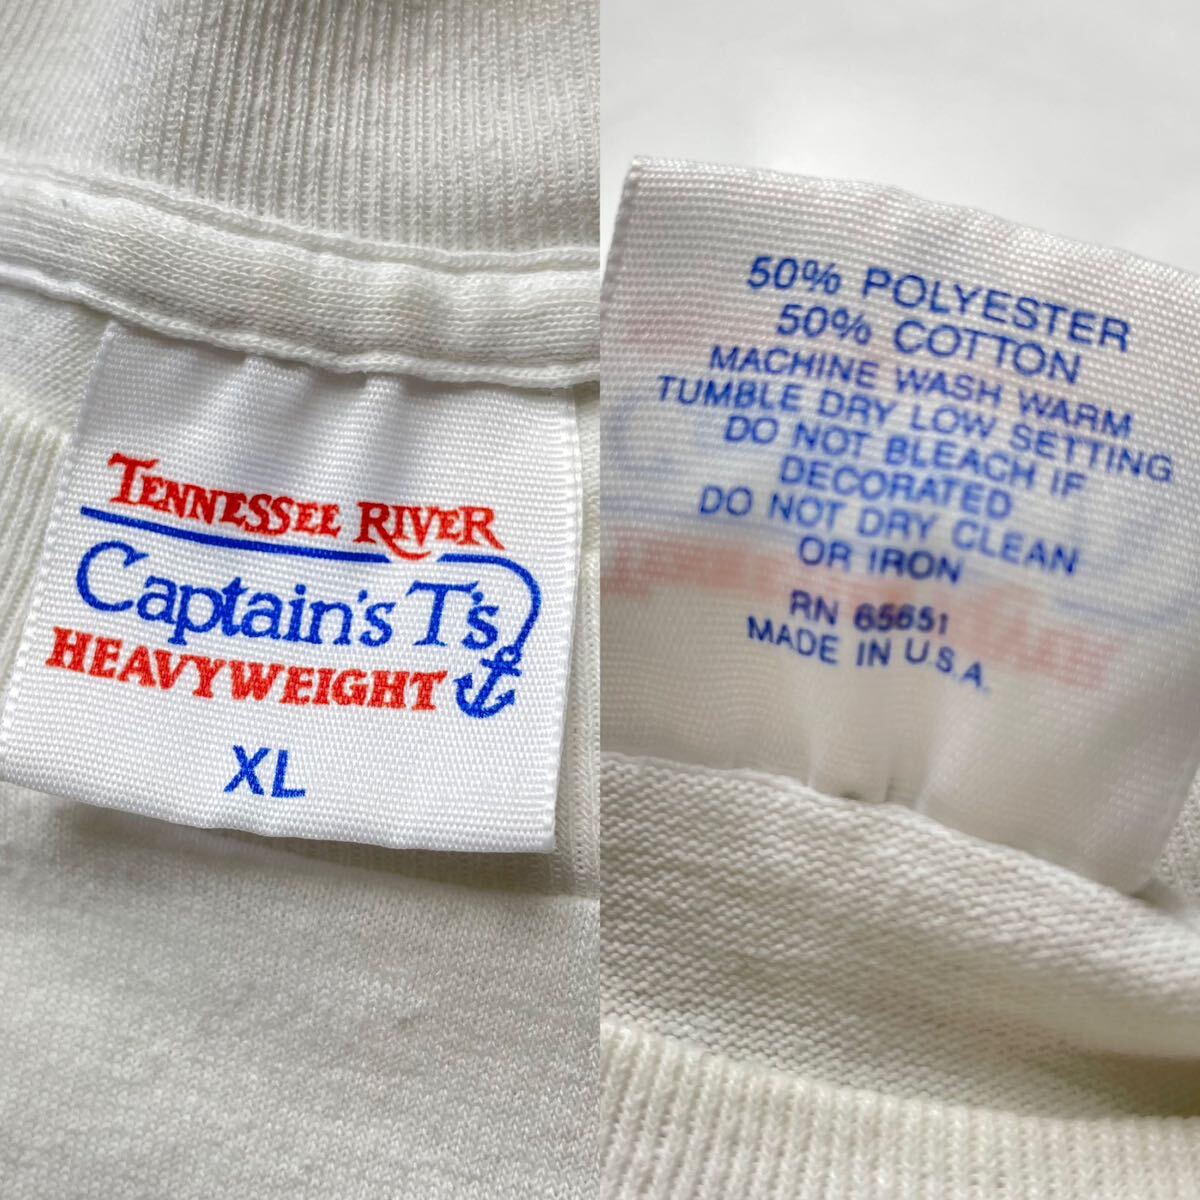 TENNESSEE RIVER
Captain's T's
HEAVYWEIGHT
XL
50% POLYESTER
50% COTTON
MACHINE WASH WARM
TUMBLE DRY LOW SETTING
DO NOT BLEACH IF
DECORATED
DO NOT DRY CLEAN
OR IRON
RN 65651
MADE IN U.S.A.